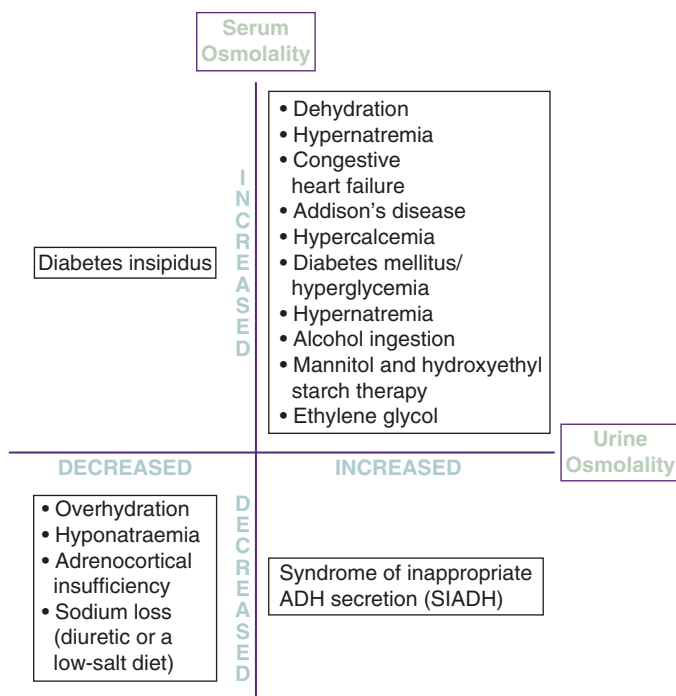 Serum
Osmolality
• Dehydration
• Hypernatremia
• Congestive
heart failure
• Addison's disease
• Hypercalcemia
• Diabetes mellitus/
hyperglycemia
• Hypernatremia
• Alcohol ingestion
• Mannitol and hydroxyethyl
starch therapy
• Ethylene glycol
INCREASED
Diabetes insipidus
Urine
Osmolality
DECREASED
INCREASED
• Overhydration
• Hyponatraemia
• Adrenocortical
insufficiency
• Sodium loss
(diuretic or a
low-salt diet)
DECREASED
Syndrome of inappropriate
ADH secretion (SIADH)